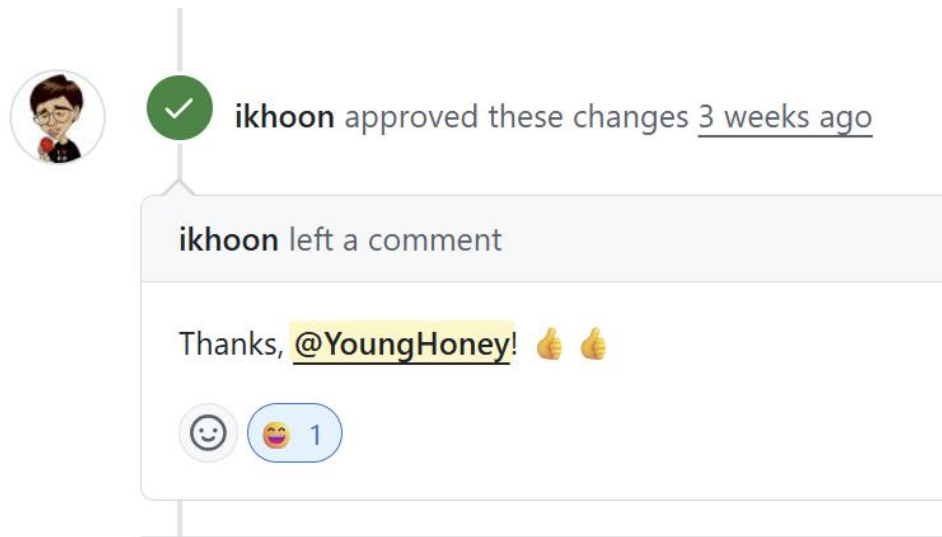 ikhoon approved these changes 3 weeks ago
ikhoon left a comment
Thanks, @YoungHoney! 👍 👍
😄 1